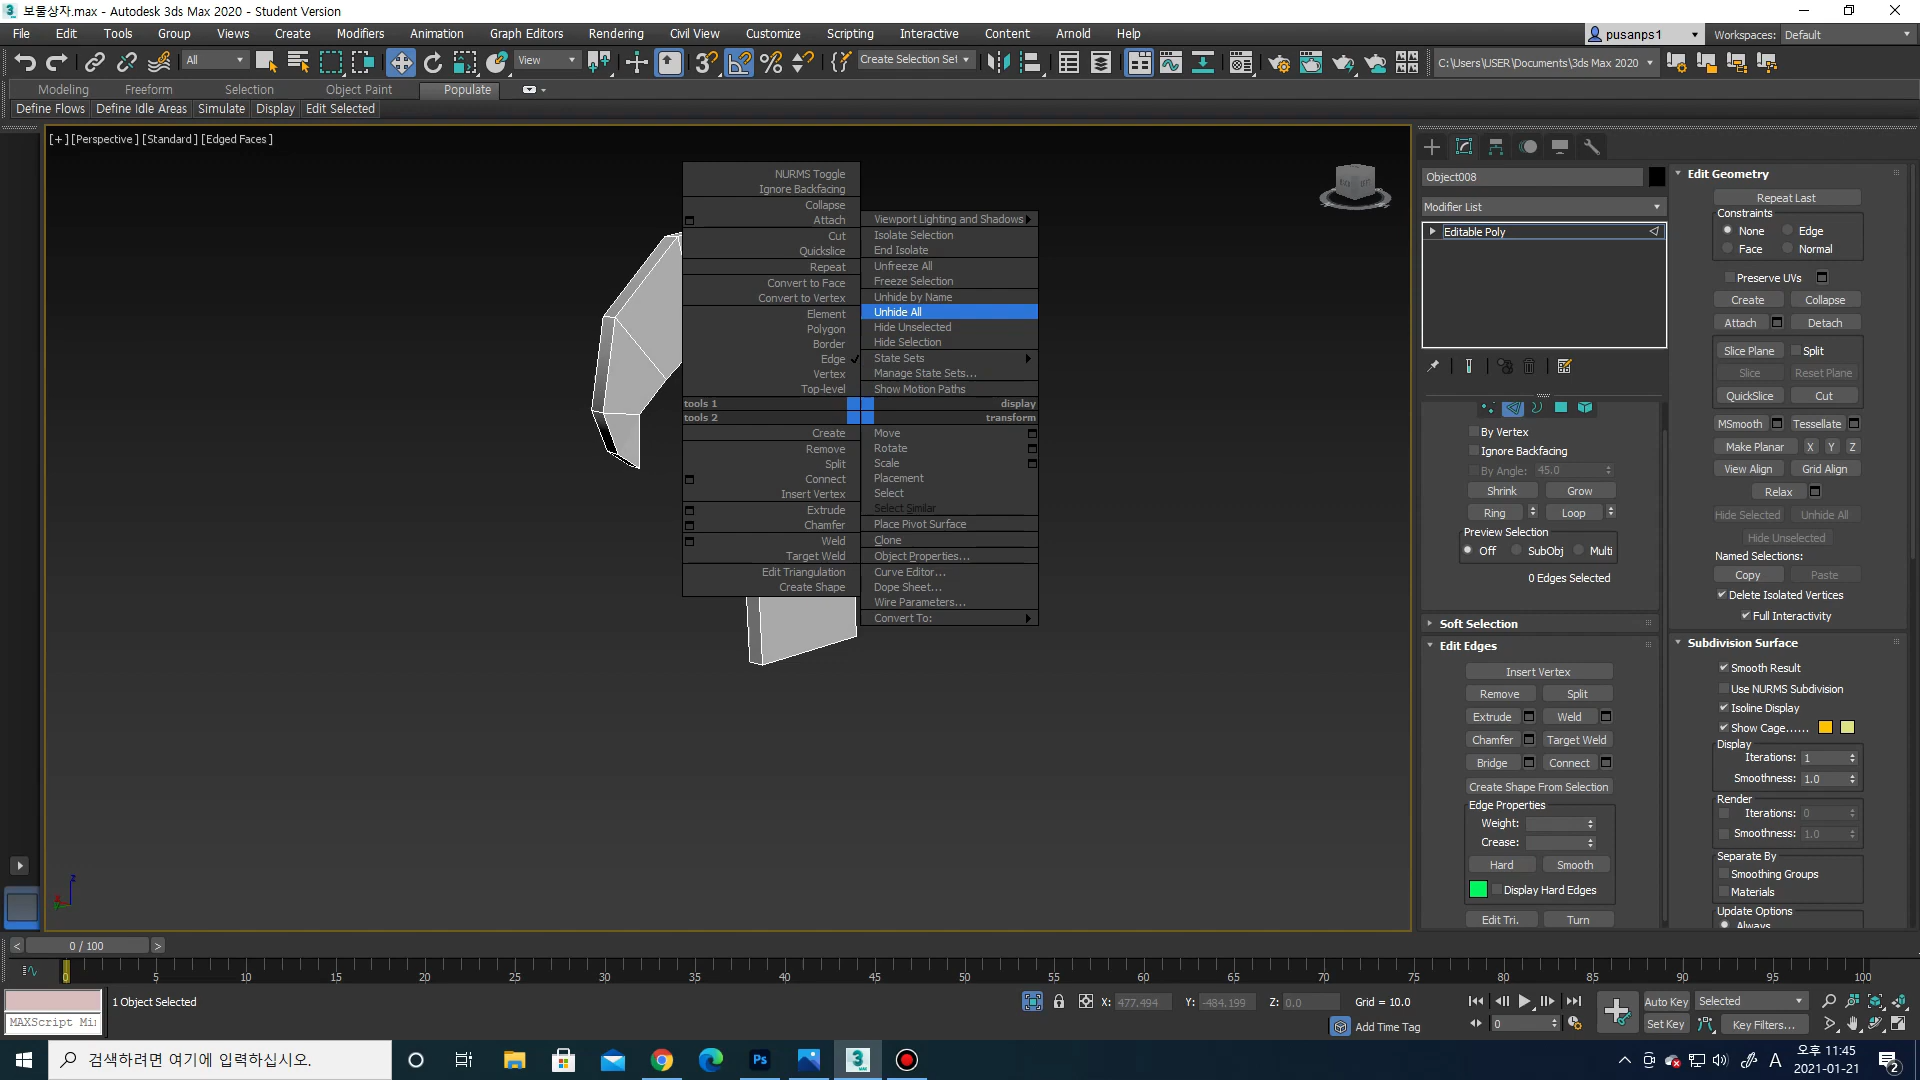 보물상자.max - Autodesk 3ds Max 2020 - Student Version
File Edit Tools Group Views Create Modifiers Animation Graph Editors Rendering Civil View Customize Scripting Interactive Content Arnold Help
pusanps1 Workspaces: Default
All View Create Selection Set C:\Users\USER\Documents\3ds Max 2020
Modeling Freeform Selection Object Paint Populate
Define Flows Define Idle Areas Simulate Display Edit Selected
[+] [Perspective] [Standard] [Edged Faces]
NURMS Toggle
Ignore Backfacing
Collapse
Attach
Cut
Quickslice
Repeat
Convert to Face
Convert to Vertex
Element
Polygon
Border
Edge
Vertex
Top-level
tools 1
tools 2
Create
Remove
Split
Connect
Insert Vertex
Extrude
Chamfer
Weld
Target Weld
Edit Triangulation
Create Shape
Viewport Lighting and Shadows
Isolate Selection
End Isolate
Unfreeze All
Freeze Selection
Unhide by Name
Unhide All
Hide Unselected
Hide Selection
State Sets
Manage State Sets...
Show Motion Paths
display
transform
Move
Rotate
Scale
Placement
Select
Select Similar
Place Pivot Surface
Clone
Object Properties...
Curve Editor...
Dope Sheet...
Wire Parameters...
Convert To:
Object008
Modifier List
Editable Poly
By Vertex
Ignore Backfacing
By Angle: 45.0
Shrink Grow
Ring Loop
Preview Selection
Off SubObj Multi
0 Edges Selected
Soft Selection
Edit Edges
Insert Vertex
Remove Split
Extrude Weld
Chamfer Target Weld
Bridge Connect
Create Shape From Selection
Edge Properties
Weight:
Crease:
Hard Smooth
Display Hard Edges
Edit Tri. Turn
Edit Geometry
Repeat Last
Constraints
None Edge
Face Normal
Preserve UVs
Create Collapse
Attach Detach
Slice Plane Split
Slice Reset Plane
QuickSlice Cut
MSmooth Tessellate
Make Planar X Y Z
View Align Grid Align
Relax
Hide Selected Unhide All
Hide Unselected
Named Selections:
Copy Paste
Delete Isolated Vertices
Full Interactivity
Subdivision Surface
Smooth Result
Use NURMS Subdivision
Isoline Display
Show Cage......
Display
Iterations: 1
Smoothness: 1.0
Render
Iterations: 0
Smoothness: 1.0
Separate By
Smoothing Groups
Materials
Update Options
Always
< 0 / 100 >
0 5 10 15 20 25 30 35 40 45 50 55 60 65 70 75 80 85 90 95 100
1 Object Selected X: 477.494 Y: -484.199 Z: 0.0 Grid = 10.0 Auto Key Selected
MAXScript Mi Add Time Tag 0 Set Key Key Filters...
검색하려면 여기에 입력하십시오.
Ps
3
MAX
A
오후 11:45
2021-01-21
2